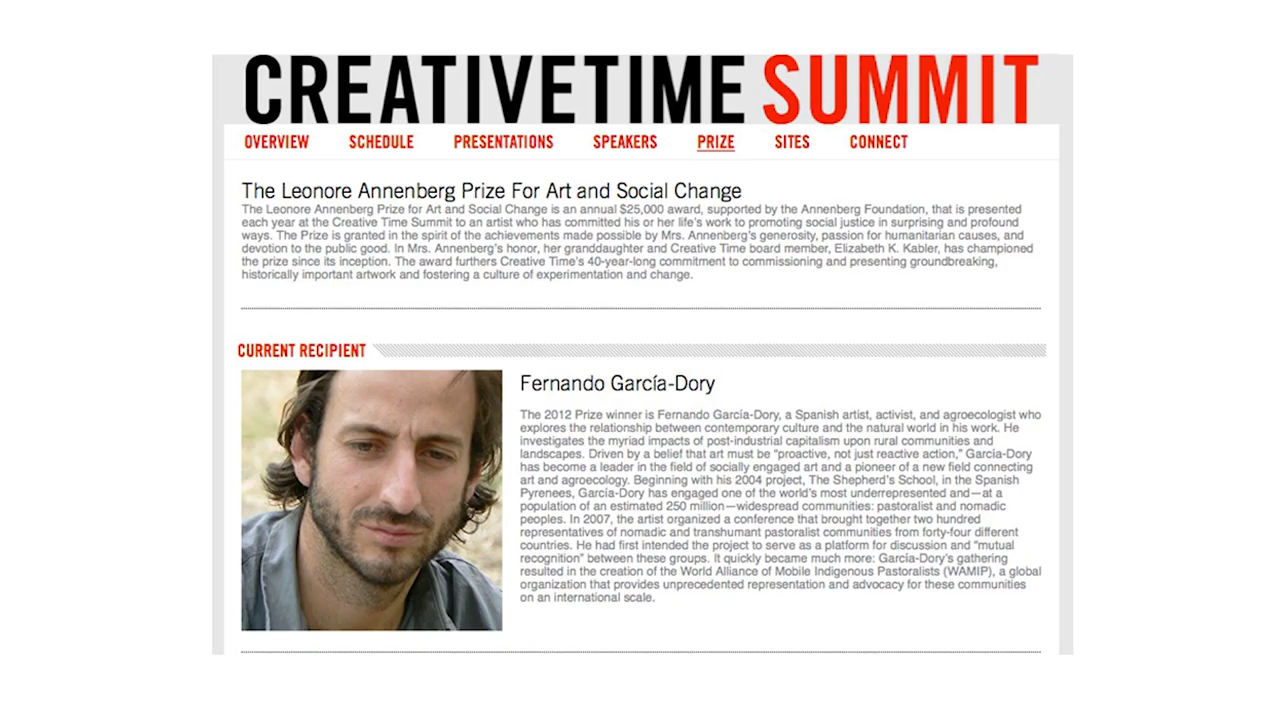 CREATIVETIME SUMMIT
OVERVIEW SCHEDULE PRESENTATIONS SPEAKERS PRIZE SITES CONNECT
The Leonore Annenberg Prize For Art and Social Change
The Leonore Annenberg Prize for Art and Social Change is an annual $25,000 award, supported by the Annenberg Foundation, that is presented
each year at the Creative Time Summit to an artist who has committed his or her life's work to promoting social justice in surprising and profound
ways. The Prize is granted in the spirit of the achievements made possible by Mrs. Annenberg's generosity, passion for humanitarian causes, and
devotion to the public good. In Mrs. Annenberg's honor, her granddaughter and Creative Time board member, Elizabeth K. Kabler, has championed
the prize since its inception. The award furthers Creative Time's 40-year-long commitment to commissioning and presenting groundbreaking,
historically important artwork and fostering a culture of experimentation and change.
CURRENT RECIPIENT
Fernando García-Dory
The 2012 Prize winner is Fernando García-Dory, a Spanish artist, activist, and agroecologist who
explores the relationship between contemporary culture and the natural world in his work. He
investigates the myriad impacts of post-industrial capitalism upon rural communities and
landscapes. Driven by a belief that art must be "proactive, not just reactive action," García-Dory
has become a leader in the field of socially engaged art and a pioneer of a new field connecting
art and agroecology. Beginning with his 2004 project, The Shepherd's School, in the Spanish
Pyrenees, García-Dory has engaged one of the world's most underrepresented and—at a
population of an estimated 250 million—widespread communities: pastoralist and nomadic
peoples. In 2007, the artist organized a conference that brought together two hundred
representatives of nomadic and transhumant pastoralist communities from forty-four different
countries. He had first intended the project to serve as a platform for discussion and "mutual
recognition" between these groups. It quickly became much more: García-Dory's gathering
resulted in the creation of the World Alliance of Mobile Indigenous Pastoralists (WAMIP), a global
organization that provides unprecedented representation and advocacy for these communities
on an international scale.